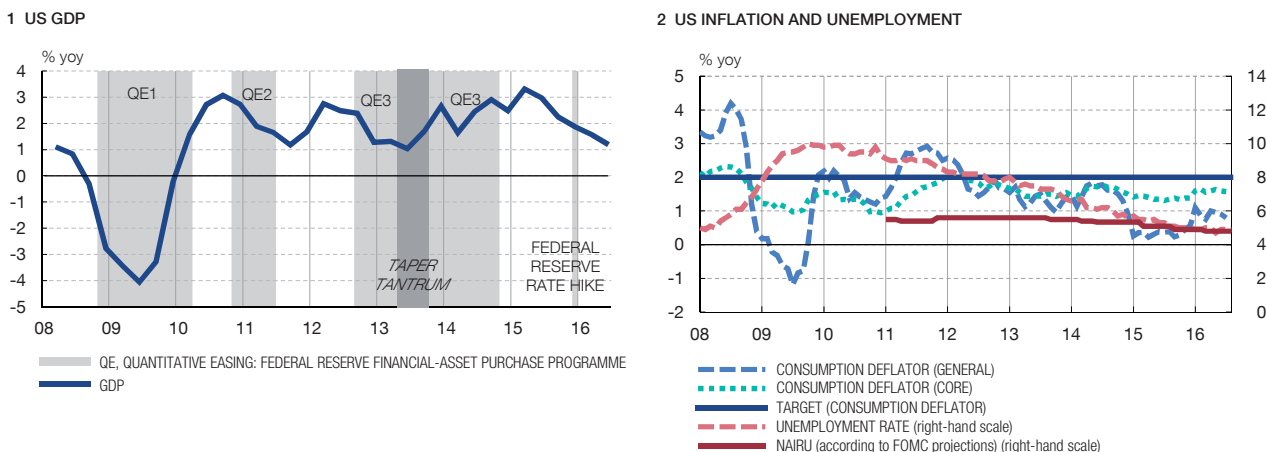 1 US GDP
% yoy
4
3
2
1
0
-1
-2
-3
-4
-5
QE1
QE2
QE3
QE3
TAPER
TANTRUM
FEDERAL
RESERVE
RATE HIKE
08 09 10 11 12 13 14 15 16
QE, QUANTITATIVE EASING: FEDERAL RESERVE FINANCIAL-ASSET PURCHASE PROGRAMME
GDP
2 US INFLATION AND UNEMPLOYMENT
% yoy
5
4
3
2
1
0
-1
-2
14
12
10
8
6
4
2
0
08 09 10 11 12 13 14 15 16
CONSUMPTION DEFLATOR (GENERAL)
CONSUMPTION DEFLATOR (CORE)
TARGET (CONSUMPTION DEFLATOR)
UNEMPLOYMENT RATE (right-hand scale)
NAIRU (according to FOMC projections) (right-hand scale)